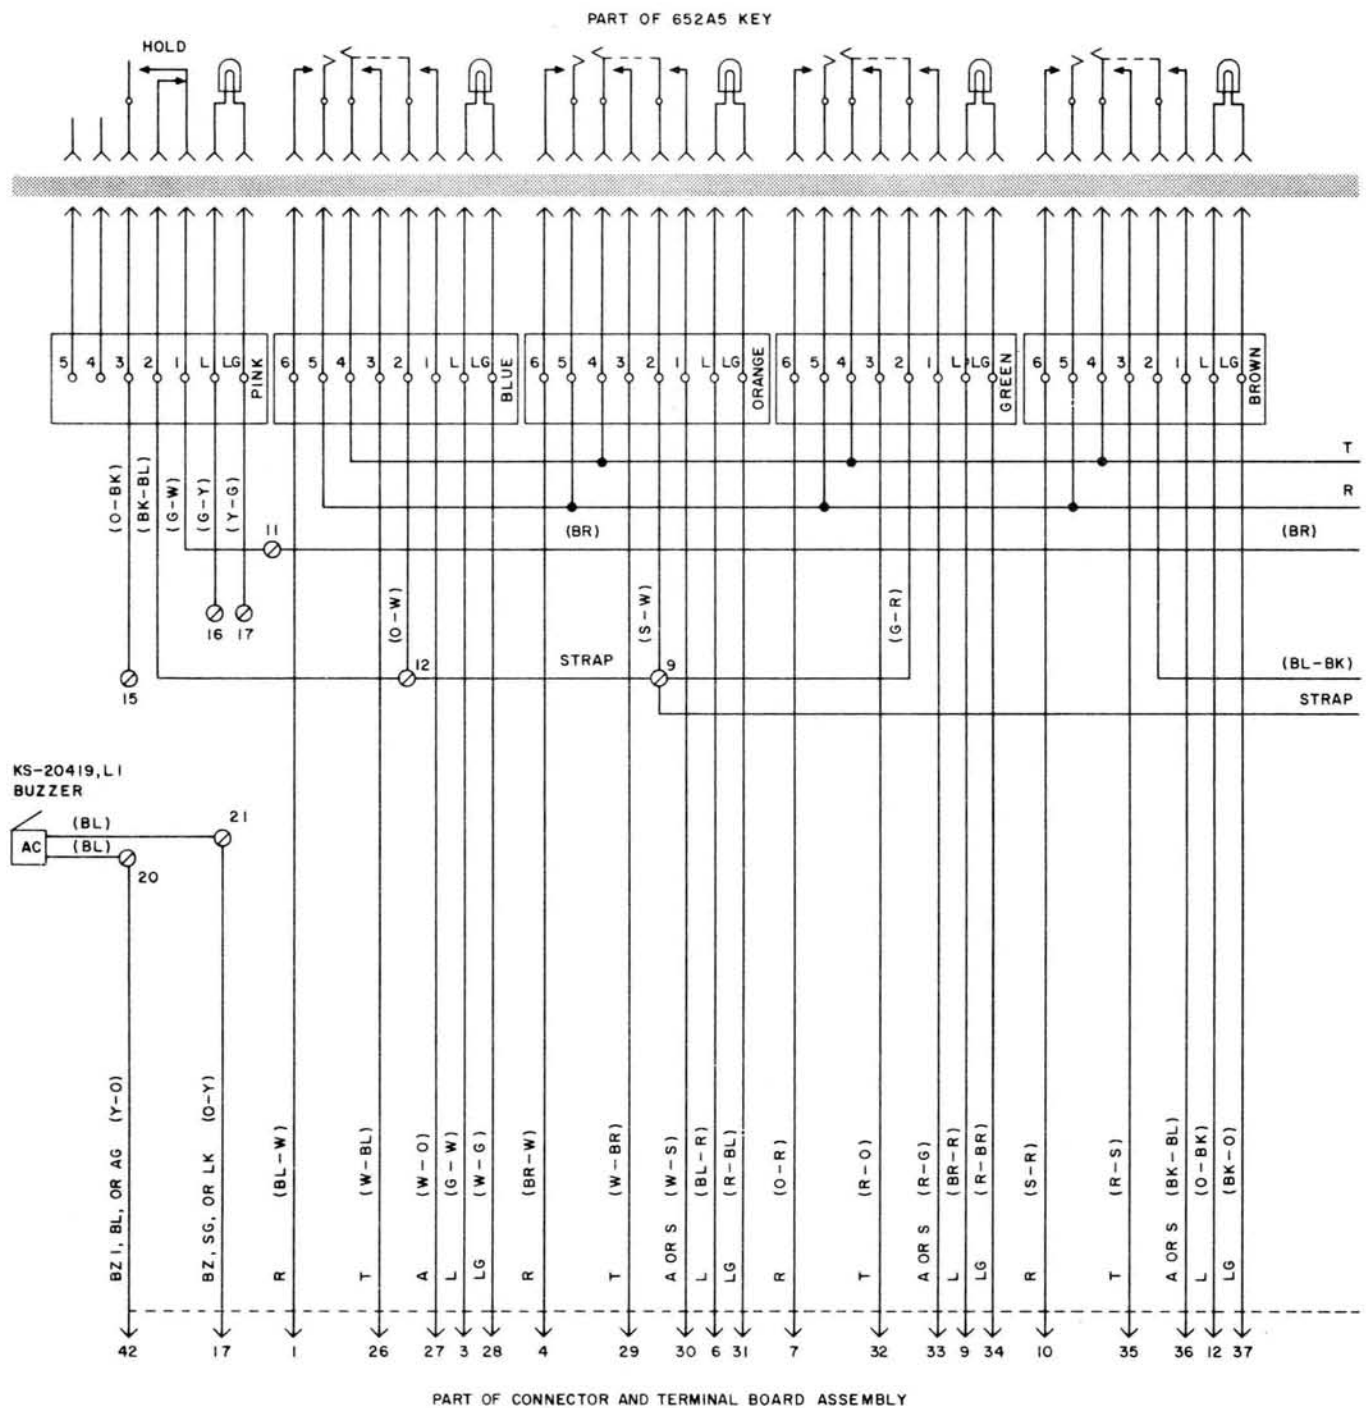 PART OF 652A5 KEY
HOLD
5 4 3 2 1 L LG PINK
6 5 4 3 2 1 L LG BLUE
6 5 4 3 2 1 L LG ORANGE
6 5 4 3 2 1 L LG GREEN
6 5 4 3 2 1 L LG BROWN
T
R
(O-BK)
(BK-BL)
(G-W)
(G-Y)
(Y-G)
11
(BR)
(BR)
16 17
(O-W)
(S-W)
(G-R)
15
12
STRAP
9
(BL-BK)
STRAP
KS-20419,L1
BUZZER
(BL)
AC
(BL)
21
20
BZ1, BL, OR AG (Y-O)
BZ, SG, OR LK (O-Y)
R (BL-W)
T (W-BL)
A (W-O)
L (G-W)
LG (W-G)
R (BR-W)
T (W-BR)
A OR S (W-S)
L (BL-R)
LG (R-BL)
R (O-R)
T (R-O)
A OR S (R-G)
L (BR-R)
LG (R-BR)
R (S-R)
T (R-S)
A OR S (BK-BL)
L (O-BK)
LG (BK-O)
42 17 1 26 27 3 28 4 29 30 6 31 7 32 33 9 34 10 35 36 12 37
PART OF CONNECTOR AND TERMINAL BOARD ASSEMBLY